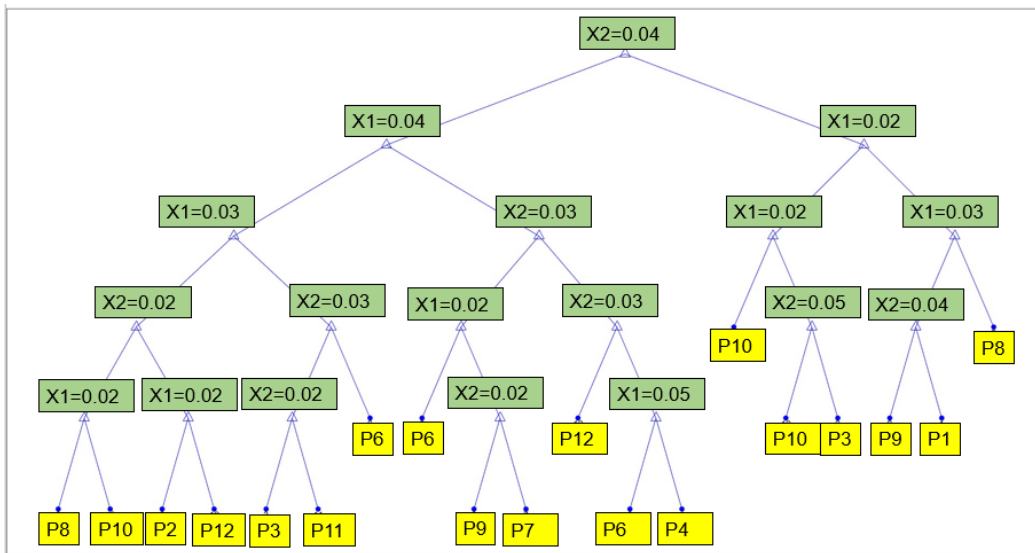 X2=0.04
X1=0.04
X1=0.02
X1=0.03
X2=0.03
X1=0.02
X1=0.03
X2=0.02
X2=0.03
X1=0.02
X2=0.03
X2=0.05
X2=0.04
P10
P8
X1=0.02
X1=0.02
X2=0.02
P6
P6
X2=0.02
P12
X1=0.05
P10
P3
P9
P1
P8
P10
P2
P12
P3
P11
P9
P7
P6
P4